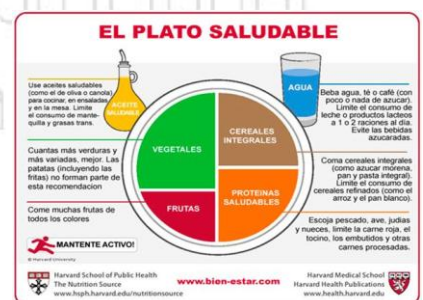 EL PLATO SALUDABLE
Use aceites saludables
(como el de oliva o canola)
para cocinar, en ensaladas
y en la mesa. Limite
el consumo de mante-
quilla y grasas trans.
ACEITE
SALUDABLE
AGUA
Beba agua, té o café (con
poco o nada de azucar).
Limite el consumo de
leche o productos lacteos
a 1 o 2 raciones al día.
Evite las bebidas
azucaradas.
VEGETALES
CEREALES
INTEGRALES
Cuantas más verduras y
más variadas, mejor. Las
patatas (incluyendo las
fritas) no forman parte de
esta recomendacion
Coma cereales integrales
(como azucar morena,
pan y pasta integral).
Limite el consumo de
cereales refinados (como el
arroz y el pan blanco).
FRUTAS
PROTEINAS
SALUDABLES
Come muchas frutas de
todos los colores
Escoja pescado, ave, judias
y nueces, limite la carne roja, el
tocino, los embutidos y otras
carnes procesadas.
MANTENTE ACTIVO!
© Harvard University
Harvard School of Public Health
The Nutrition Source
www.hsph.harvard.edu/nutritionsource
www.bien-estar.com
Harvard Medical School
Harvard Health Publications
www.health.harvard.edu